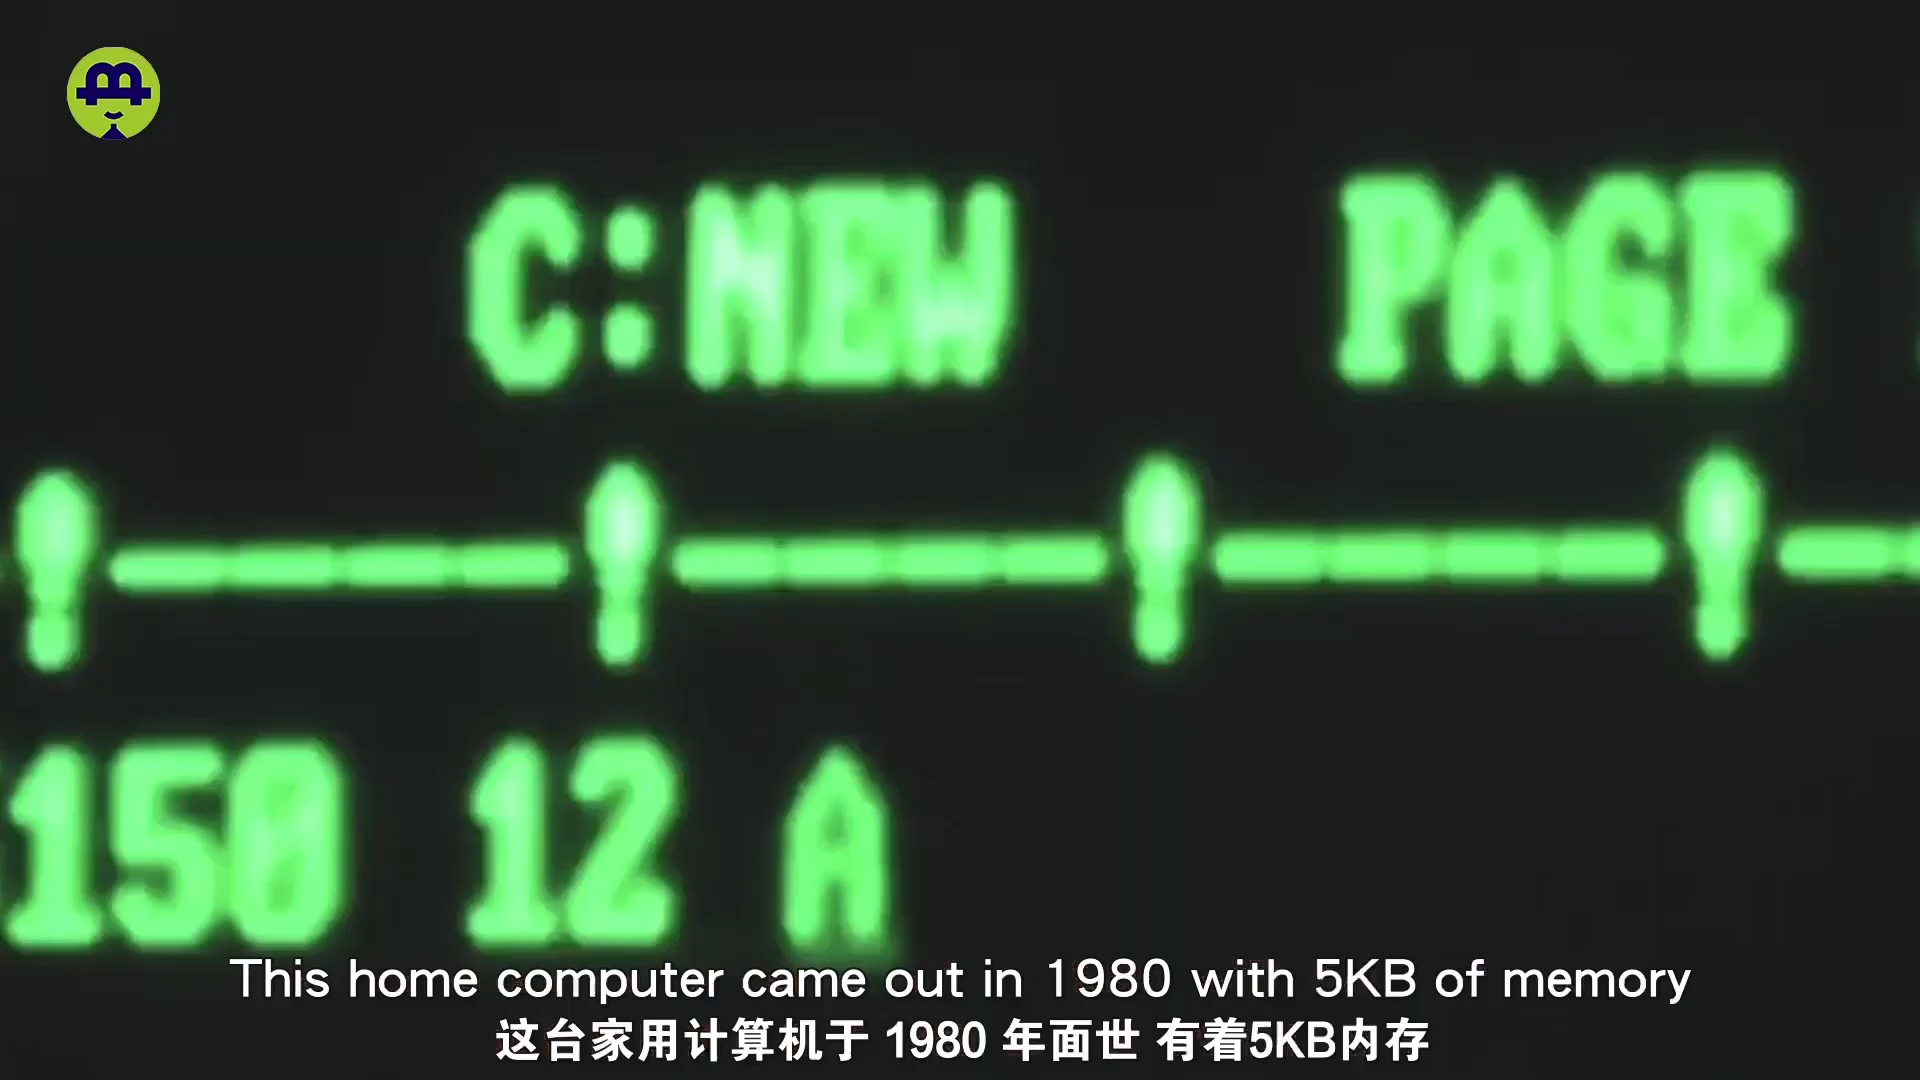 C:NEW PAGE
150 12 A
This home computer came out in 1980 with 5KB of memory
这台家用计算机于 1980 年面世 有着5KB内存